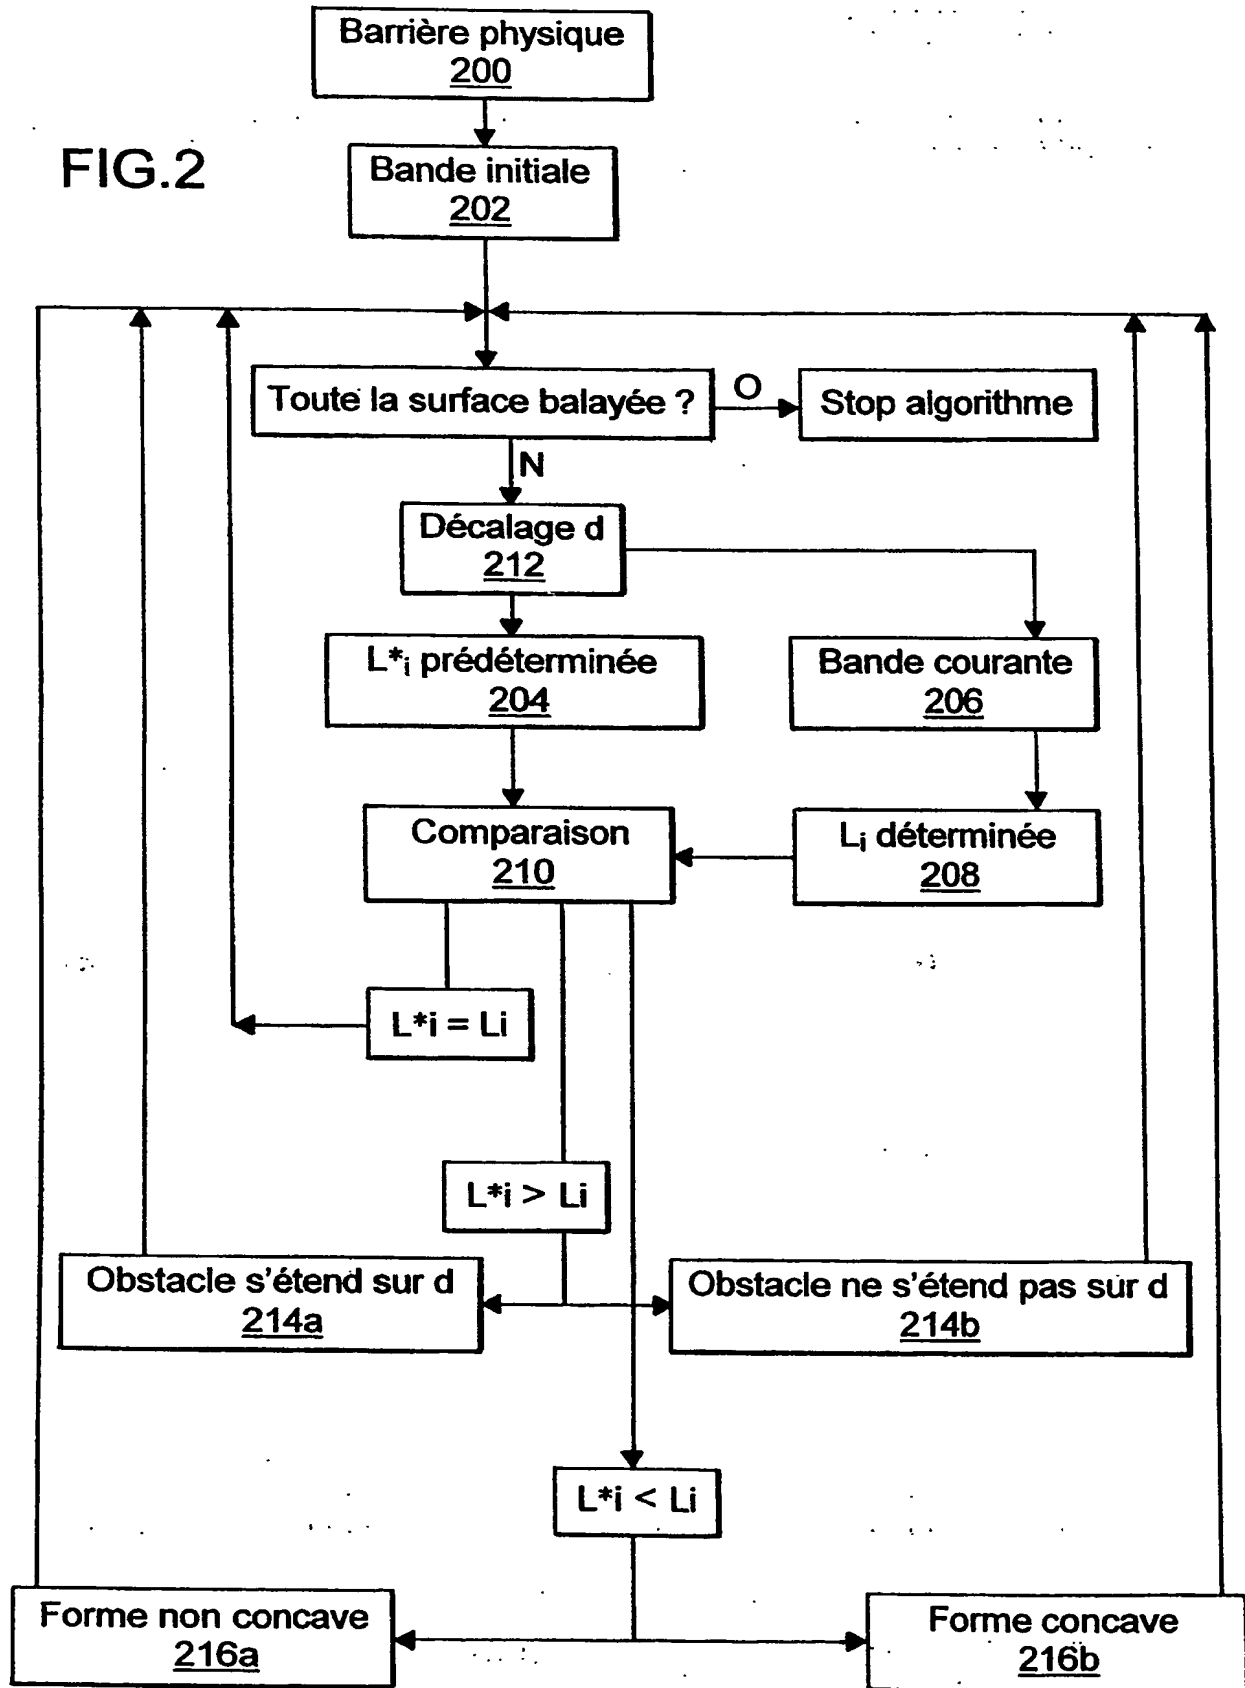 Barrière physique
200
FIG.2
Bande initiale
202
Toute la surface balayée ?
O
Stop algorithme
N
Décalage d
212
L*i prédéterminée
204
Bande courante
206
Comparaison
210
Li déterminée
208
L*i = Li
L*i > Li
Obstacle s'étend sur d
214a
Obstacle ne s'étend pas sur d
214b
L*i < Li
Forme non concave
216a
Forme concave
216b